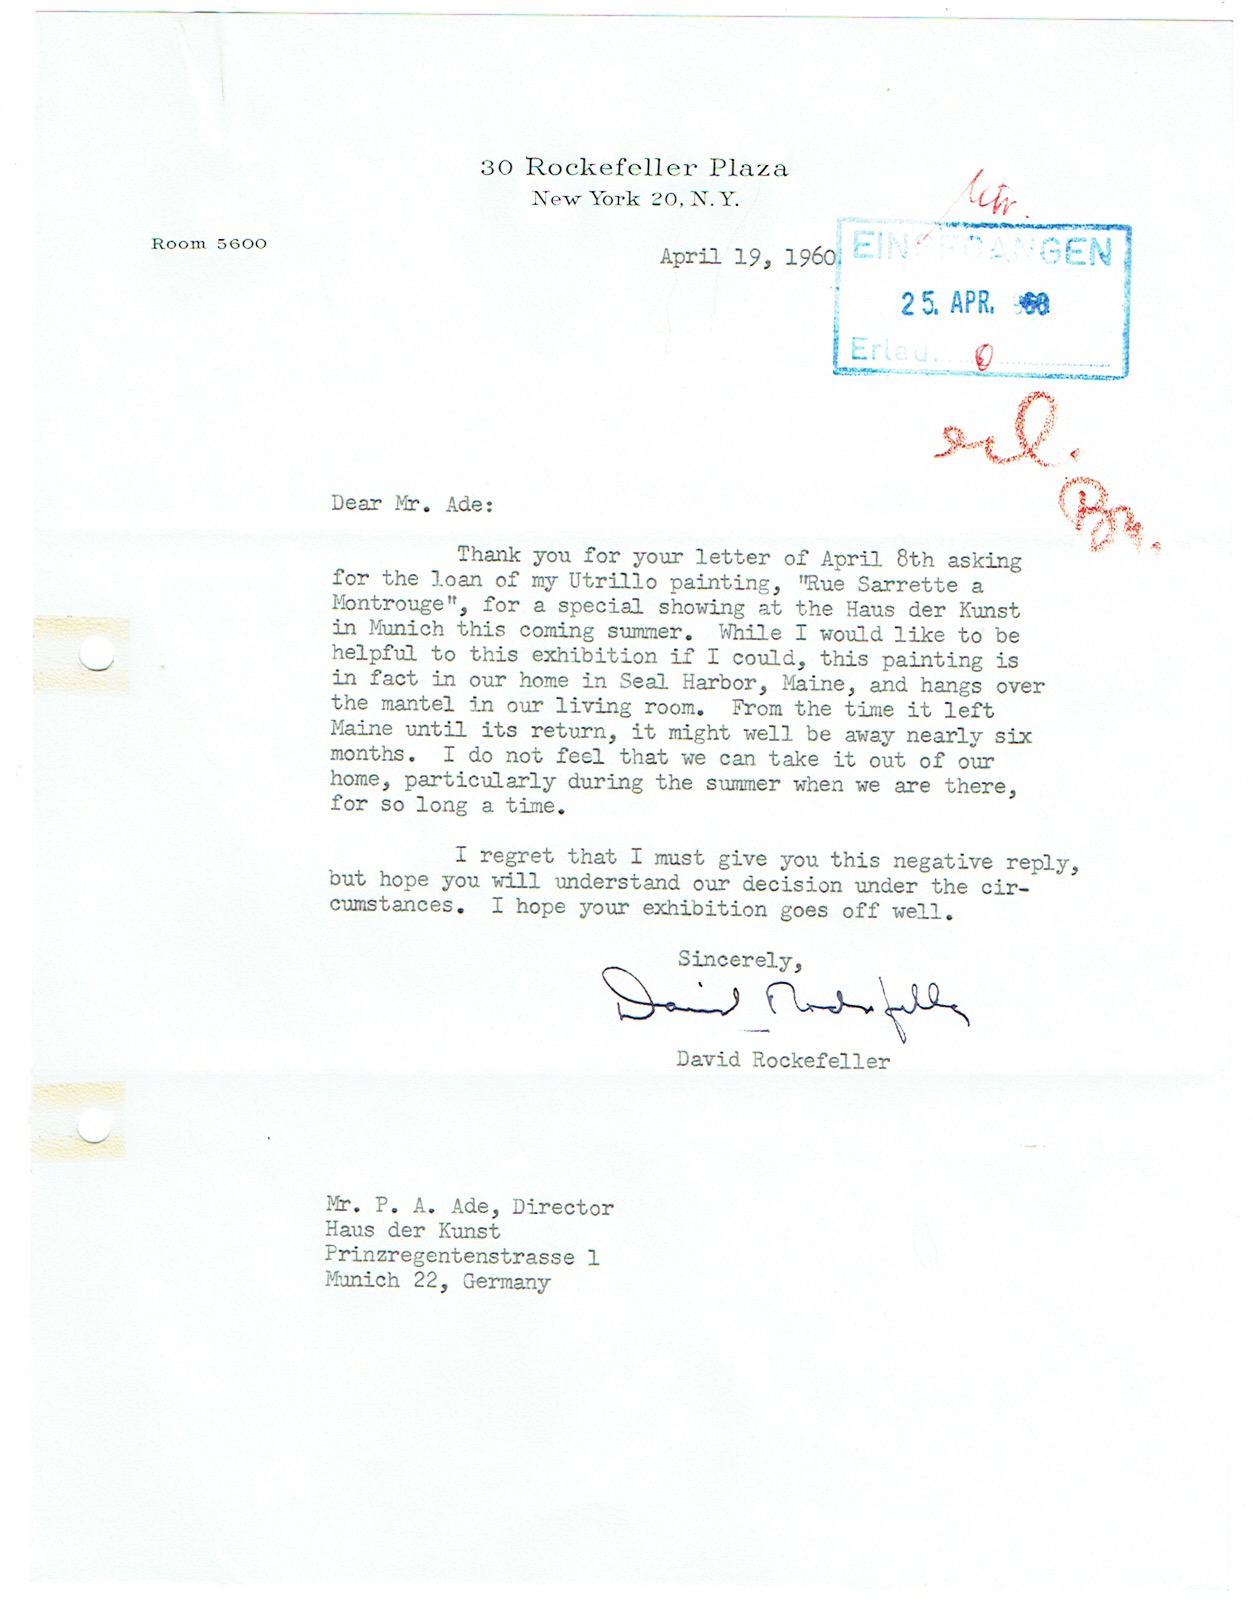 30 Rockefeller Plaza
New York 20, N.Y.
Room 5600
April 19, 1960
EINGEGANGEN
25. APR.
Erled.
erl.
Dear Mr. Ade:
Thank you for your letter of April 8th asking
for the loan of my Utrillo painting, "Rue Sarrette a
Montrouge", for a special showing at the Haus der Kunst
in Munich this coming summer. While I would like to be
helpful to this exhibition if I could, this painting is
in fact in our home in Seal Harbor, Maine, and hangs over
the mantel in our living room. From the time it left
Maine until its return, it might well be away nearly six
months. I do not feel that we can take it out of our
home, particularly during the summer when we are there,
for so long a time.
I regret that I must give you this negative reply,
but hope you will understand our decision under the cir-
cumstances. I hope your exhibition goes off well.
Sincerely,
David Rockefeller
David Rockefeller
Mr. P. A. Ade, Director
Haus der Kunst
Prinzregentenstrasse 1
Munich 22, Germany